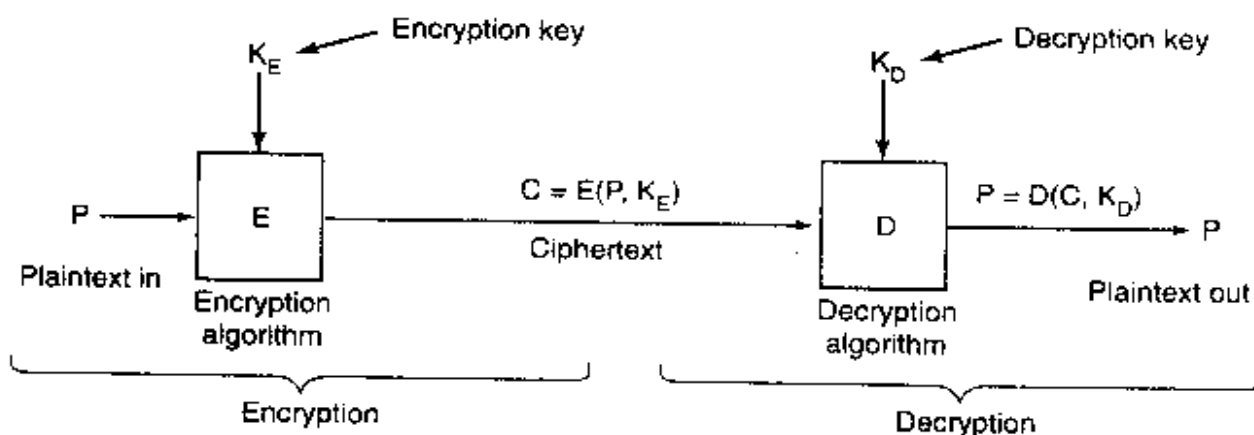 Encryption key
K_E
Decryption key
K_D
P
E
C = E(P, K_E)
D
P = D(C, K_D)
P
Plaintext in
Ciphertext
Plaintext out
Encryption
algorithm
Decryption
algorithm
Encryption
Decryption